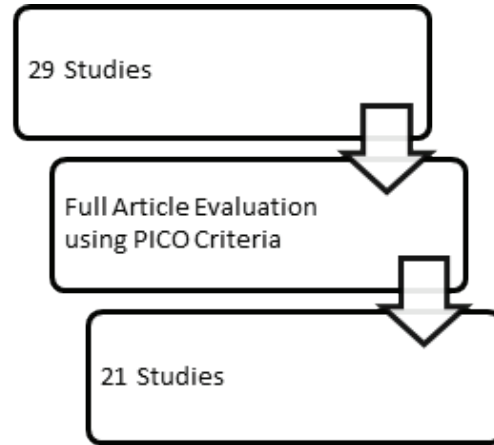 29 Studies
Full Article Evaluation
using PICO Criteria
21 Studies